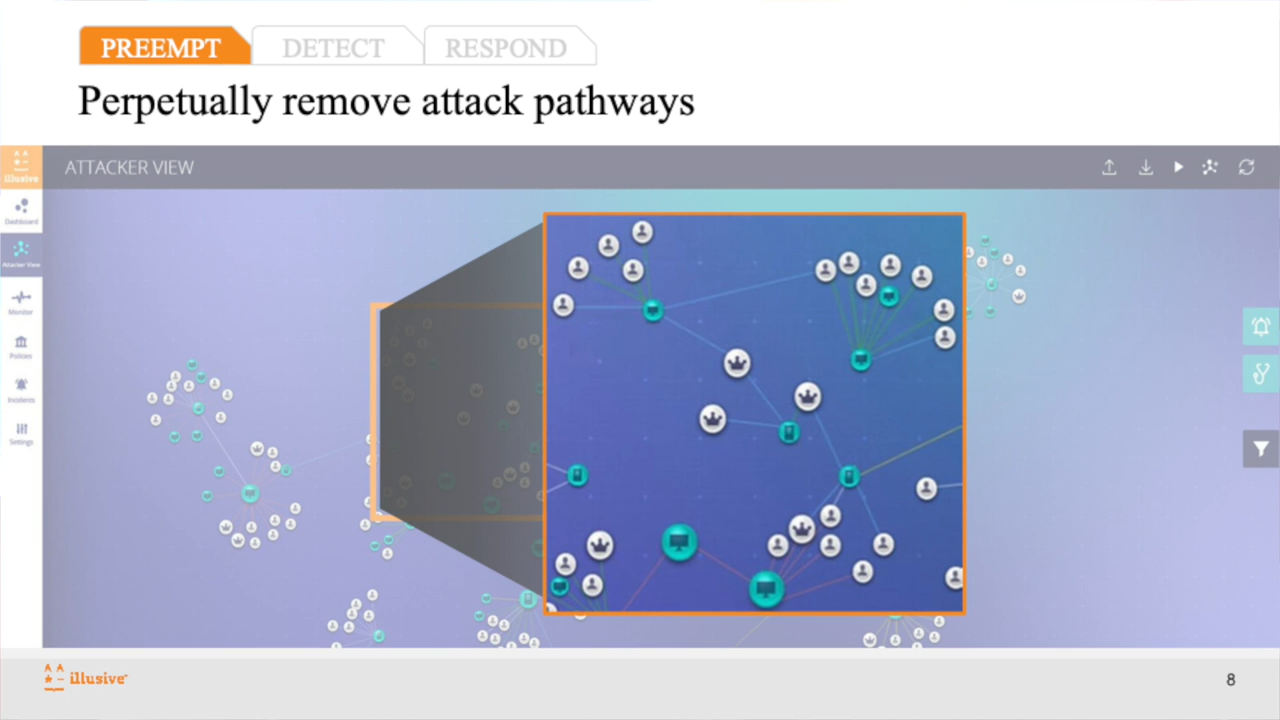 PREEMPT DETECT RESPOND
Perpetually remove attack pathways
illusive
ATTACKER VIEW
Dashboard
Attacker View
Monitor
Policies
Incidents
Settings
illusive
8